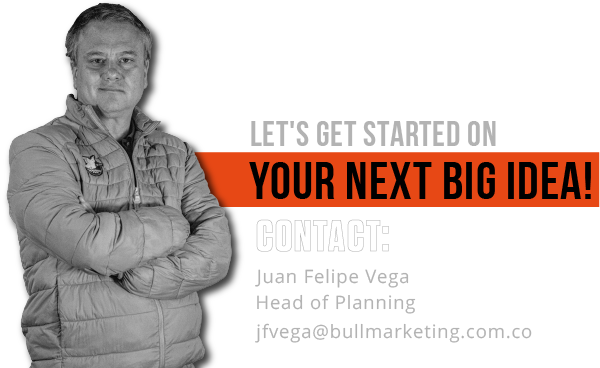 LET'S GET STARTED ON
YOUR NEXT BIG IDEA!
CONTACT:
Juan Felipe Vega
Head of Planning
jfvega@bullmarketing.com.co